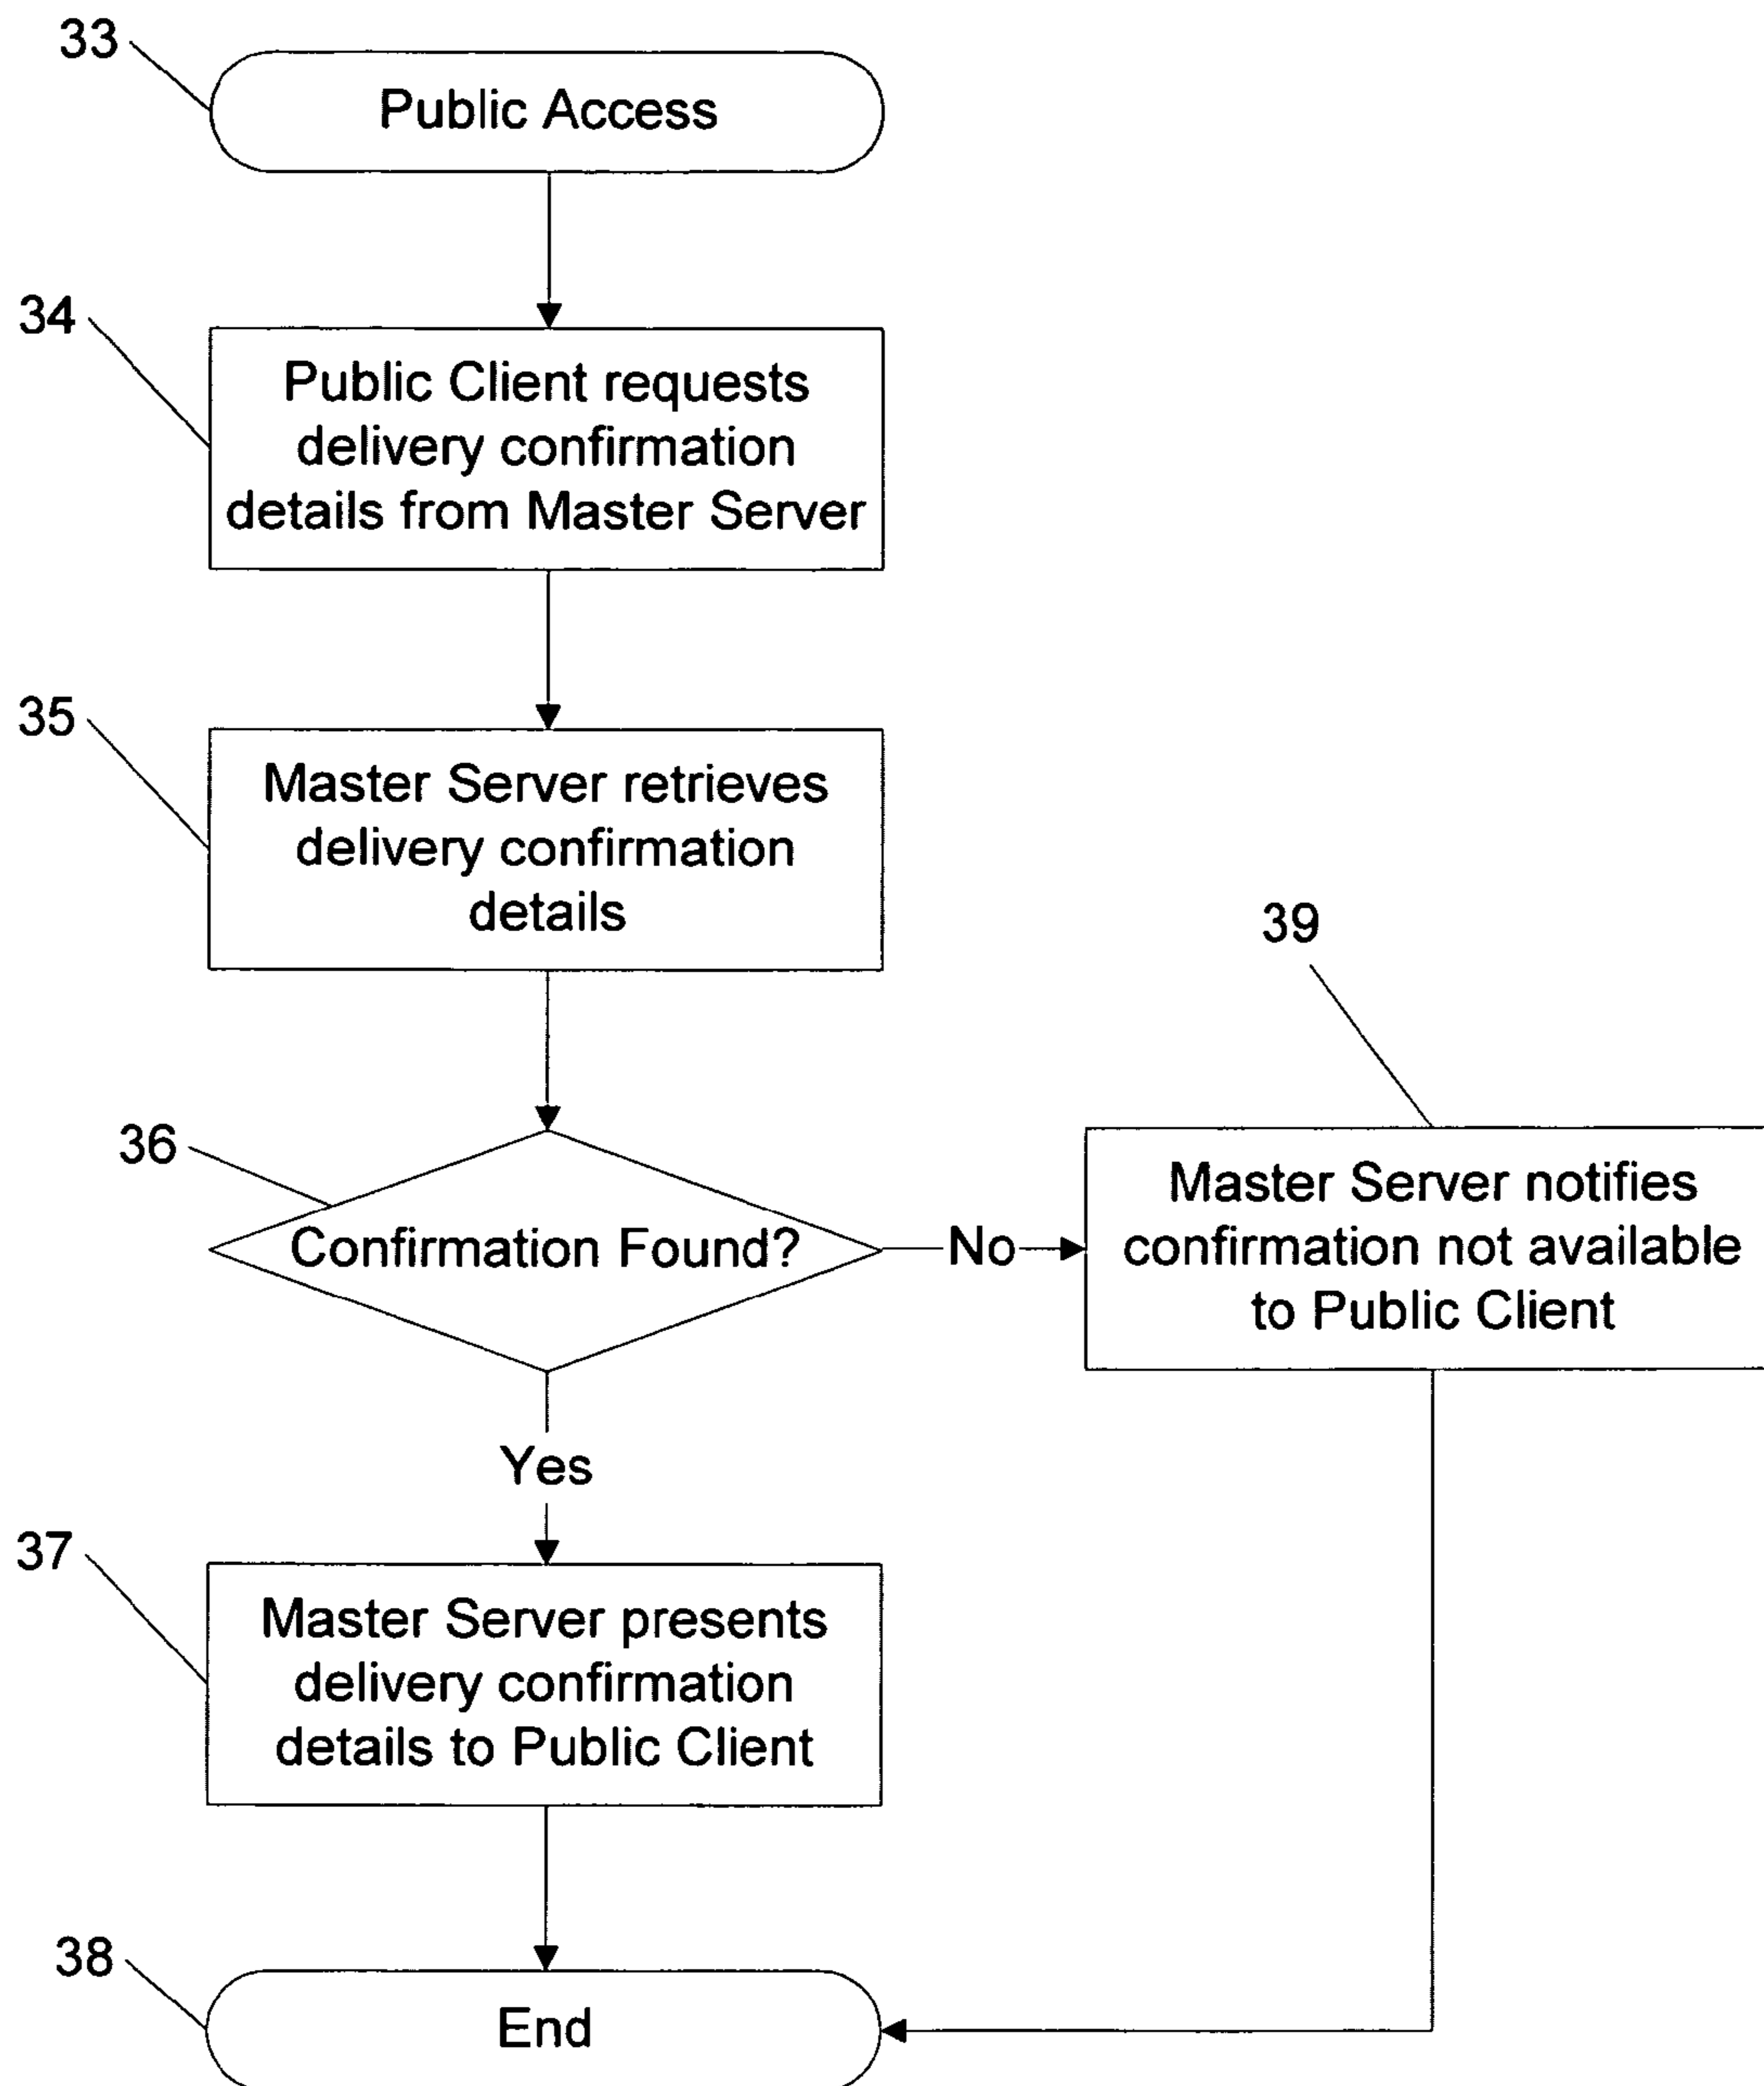 33
Public Access
34
Public Client requests
delivery confirmation
details from Master Server
35
Master Server retrieves
delivery confirmation
details
39
36
Confirmation Found?
No
Master Server notifies
confirmation not available
to Public Client
Yes
37
Master Server presents
delivery confirmation
details to Public Client
38
End